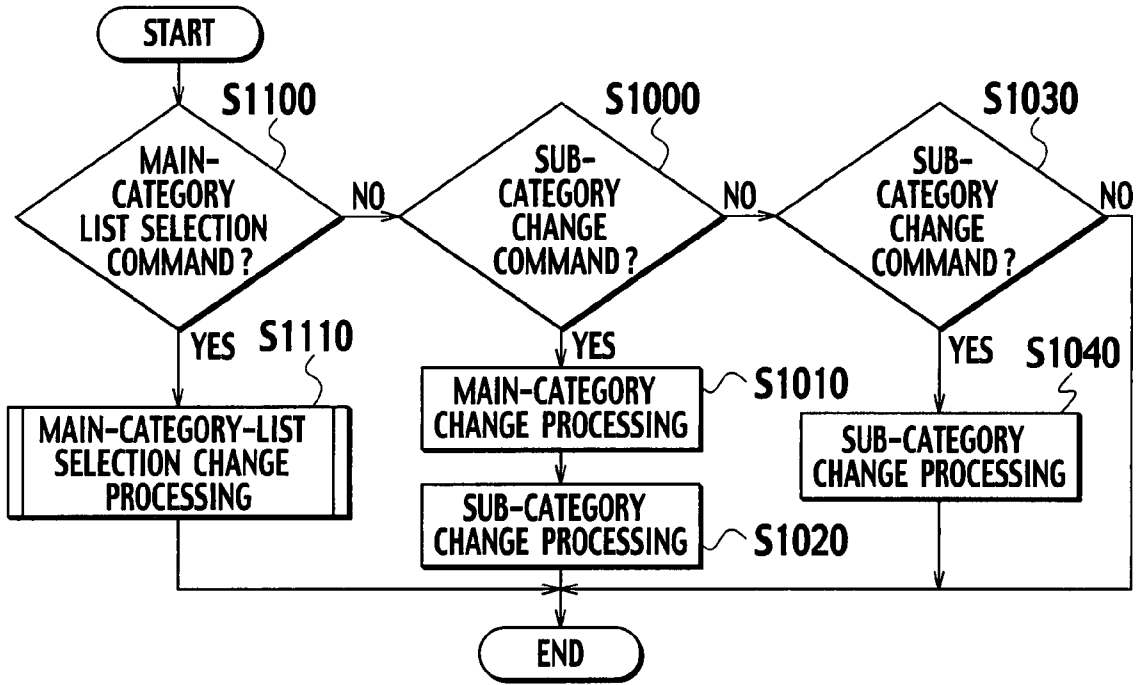 START
S1100
MAIN-
CATEGORY
LIST SELECTION
COMMAND?
NO
YES
S1110
MAIN-CATEGORY-LIST
SELECTION CHANGE
PROCESSING
S1000
SUB-
CATEGORY
CHANGE
COMMAND?
NO
YES
MAIN-CATEGORY
CHANGE PROCESSING
S1010
SUB-CATEGORY
CHANGE PROCESSING
S1020
S1030
SUB-
CATEGORY
CHANGE
COMMAND?
NO
YES
S1040
SUB-CATEGORY
CHANGE PROCESSING
END